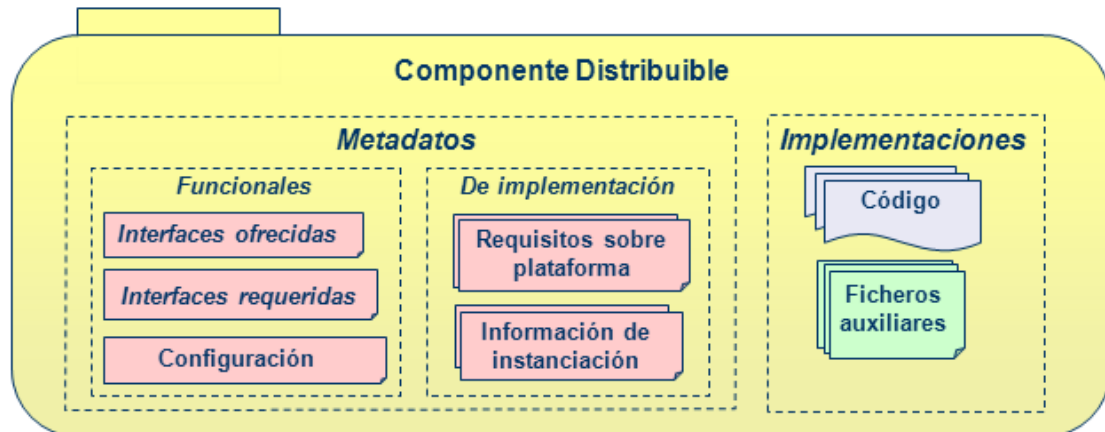 Componente Distribuible
Metadatos
Funcionales
Interfaces ofrecidas
Interfaces requeridas
Configuración
De implementación
Requisitos sobre
plataforma
Información de
instanciación
Implementaciones
Código
Ficheros
auxiliares